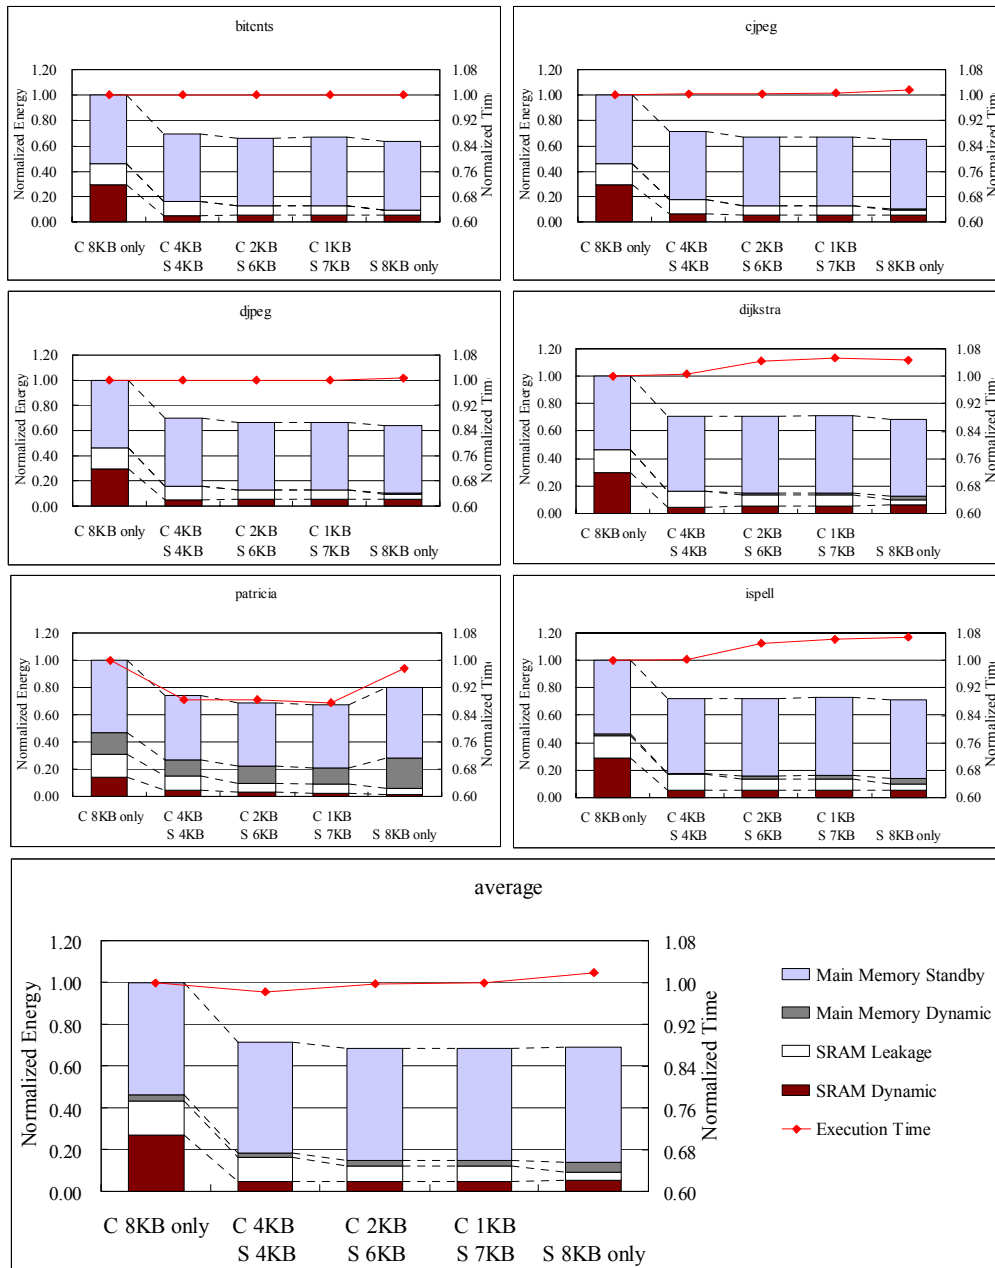 bitcnts
1.20 1.08
1.00 1.00
0.80 0.92
0.60 0.84
0.40 0.76
0.20 0.68
0.00 0.60
Normalized Energy
Normalized Time
C 8KB only C 4KB C 2KB C 1KB
S 4KB S 6KB S 7KB S 8KB only
cjpeg
1.20 1.08
1.00 1.00
0.80 0.92
0.60 0.84
0.40 0.76
0.20 0.68
0.00 0.60
Normalized Energy
Normalized Time
C 8KB only C 4KB C 2KB C 1KB
S 4KB S 6KB S 7KB S 8KB only
djpeg
1.20 1.08
1.00 1.00
0.80 0.92
0.60 0.84
0.40 0.76
0.20 0.68
0.00 0.60
Normalized Energy
Normalized Time
C 8KB only C 4KB C 2KB C 1KB
S 4KB S 6KB S 7KB S 8KB only
dijkstra
1.20 1.08
1.00 1.00
0.80 0.92
0.60 0.84
0.40 0.76
0.20 0.68
0.00 0.60
Normalized Energy
Normalized Time
C 8KB only C 4KB C 2KB C 1KB
S 4KB S 6KB S 7KB S 8KB only
patricia
1.20 1.08
1.00 1.00
0.80 0.92
0.60 0.84
0.40 0.76
0.20 0.68
0.00 0.60
Normalized Energy
Normalized Time
C 8KB only C 4KB C 2KB C 1KB
S 4KB S 6KB S 7KB S 8KB only
ispell
1.20 1.08
1.00 1.00
0.80 0.92
0.60 0.84
0.40 0.76
0.20 0.68
0.00 0.60
Normalized Energy
Normalized Time
C 8KB only C 4KB C 2KB C 1KB
S 4KB S 6KB S 7KB S 8KB only
average
1.20 1.08
1.00 1.00
0.80 0.92
0.60 0.84
0.40 0.76
0.20 0.68
0.00 0.60
Normalized Energy
Normalized Time
C 8KB only C 4KB C 2KB C 1KB
S 4KB S 6KB S 7KB S 8KB only
Main Memory Standby
Main Memory Dynamic
SRAM Leakage
SRAM Dynamic
Execution Time